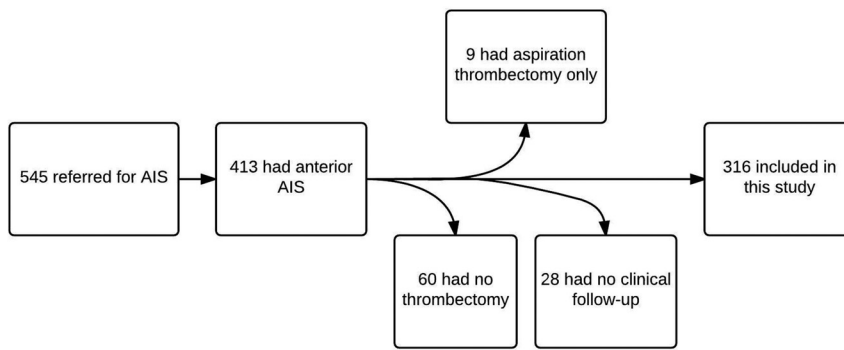 9 had aspiration
thrombectomy only
545 referred for AIS
413 had anterior
AIS
316 included in
this study
60 had no
thrombectomy
28 had no clinical
follow-up